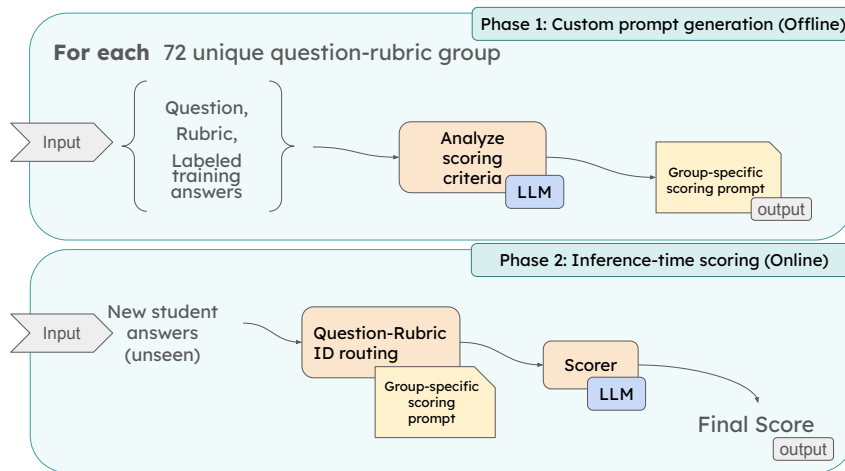 Phase 1: Custom prompt generation (Offline)
For each 72 unique question-rubric group
Input
Question,
Rubric,
Labeled
training
answers
Analyze
scoring
criteria
LLM
Group-specific
scoring prompt
output
Phase 2: Inference-time scoring (Online)
Input
New student
answers
(unseen)
Question-Rubric
ID routing
Group-specific
scoring
prompt
Scorer
LLM
Final Score
output